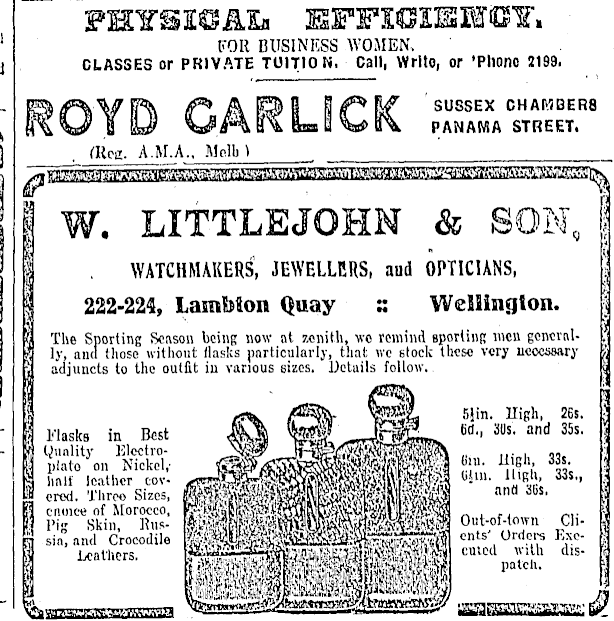 PHYSICAL EFFICIENCY.
FOR BUSINESS WOMEN.
CLASSES or PRIVATE TUITION. Call, Write, or 'Phone 2199.
ROYD GARLICK
SUSSEX CHAMBERS
PANAMA STREET.
(Reg. A.M.A., Melb)
W. LITTLEJOHN & SON,
WATCHMAKERS, JEWELLERS, and OPTICIANS,
222-224, Lambton Quay :: Wellington.
The Sporting Season being now at zenith, we remind sporting men general-
ly, and those without flasks particularly, that we stock these very necessary
adjuncts to the outfit in various sizes. Details follow.
Flasks in Best
Quality Electro-
plate on Nickel,
half leather cov-
ered. Three Sizes,
choice of Morocco,
Pig Skin, Rus-
sia, and Crocodile
Leathers.
5½in. High, 26s.
6d., 30s. and 35s.
6in. High, 33s.
6½in. High, 33s.,
and 36s.
Out-of-town Cli-
ents' Orders Exe-
cuted with dis-
patch.